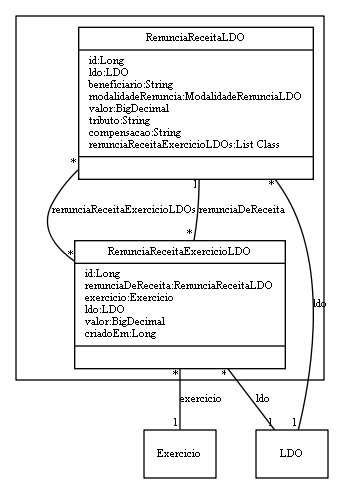 RenunciaReceitaLDO
id:Long
ldo:LDO
beneficiario:String
modalidadeRenuncia:ModalidadeRenunciaLDO
valor:BigDecimal
tributo:String
compensacao:String
renunciaReceitaExercicioLDOs:List Class
*
1
*
renunciaReceitaExercicioLDOs
renunciaDeReceita
*
*
RenunciaReceitaExercicioLDO
id:Long
renunciaDeReceita:RenunciaReceitaLDO
exercicio:Exercicio
ldo:LDO
valor:BigDecimal
criadoEm:Long
ldo
*
*
exercicio
ldo
1
1
1
Exercicio
LDO